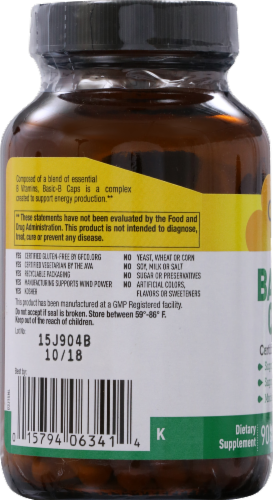 Composed of a blend of essential
B Vitamins, Basic-B Caps is a complex
created to support energy production.**
** These statements have not been evaluated by the Food and
Drug Administration. This product is not intended to diagnose,
treat, cure or prevent any disease.
YES CERTIFIED GLUTEN-FREE BY GFCO.ORG NO YEAST, WHEAT OR CORN
YES CERTIFIED VEGETARIAN BY THE AVA NO SOY, MILK OR SALT
YES RECYCLABLE PACKAGING NO SUGAR OR PRESERVATIVES
YES MANUFACTURING SUPPORTS WIND POWER NO ARTIFICIAL COLORS,
YES KOSHER FLAVORS OR SWEETENERS
This product has been manufactured at a GMP Registered facility.
Do not accept if seal is broken. Store between 59°-86° F.
Keep out of the reach of children.
Lot No:
15J904B
10/18
Best by:
0 15794 06341 4
K
BA
C
Dietary
Supplement
90